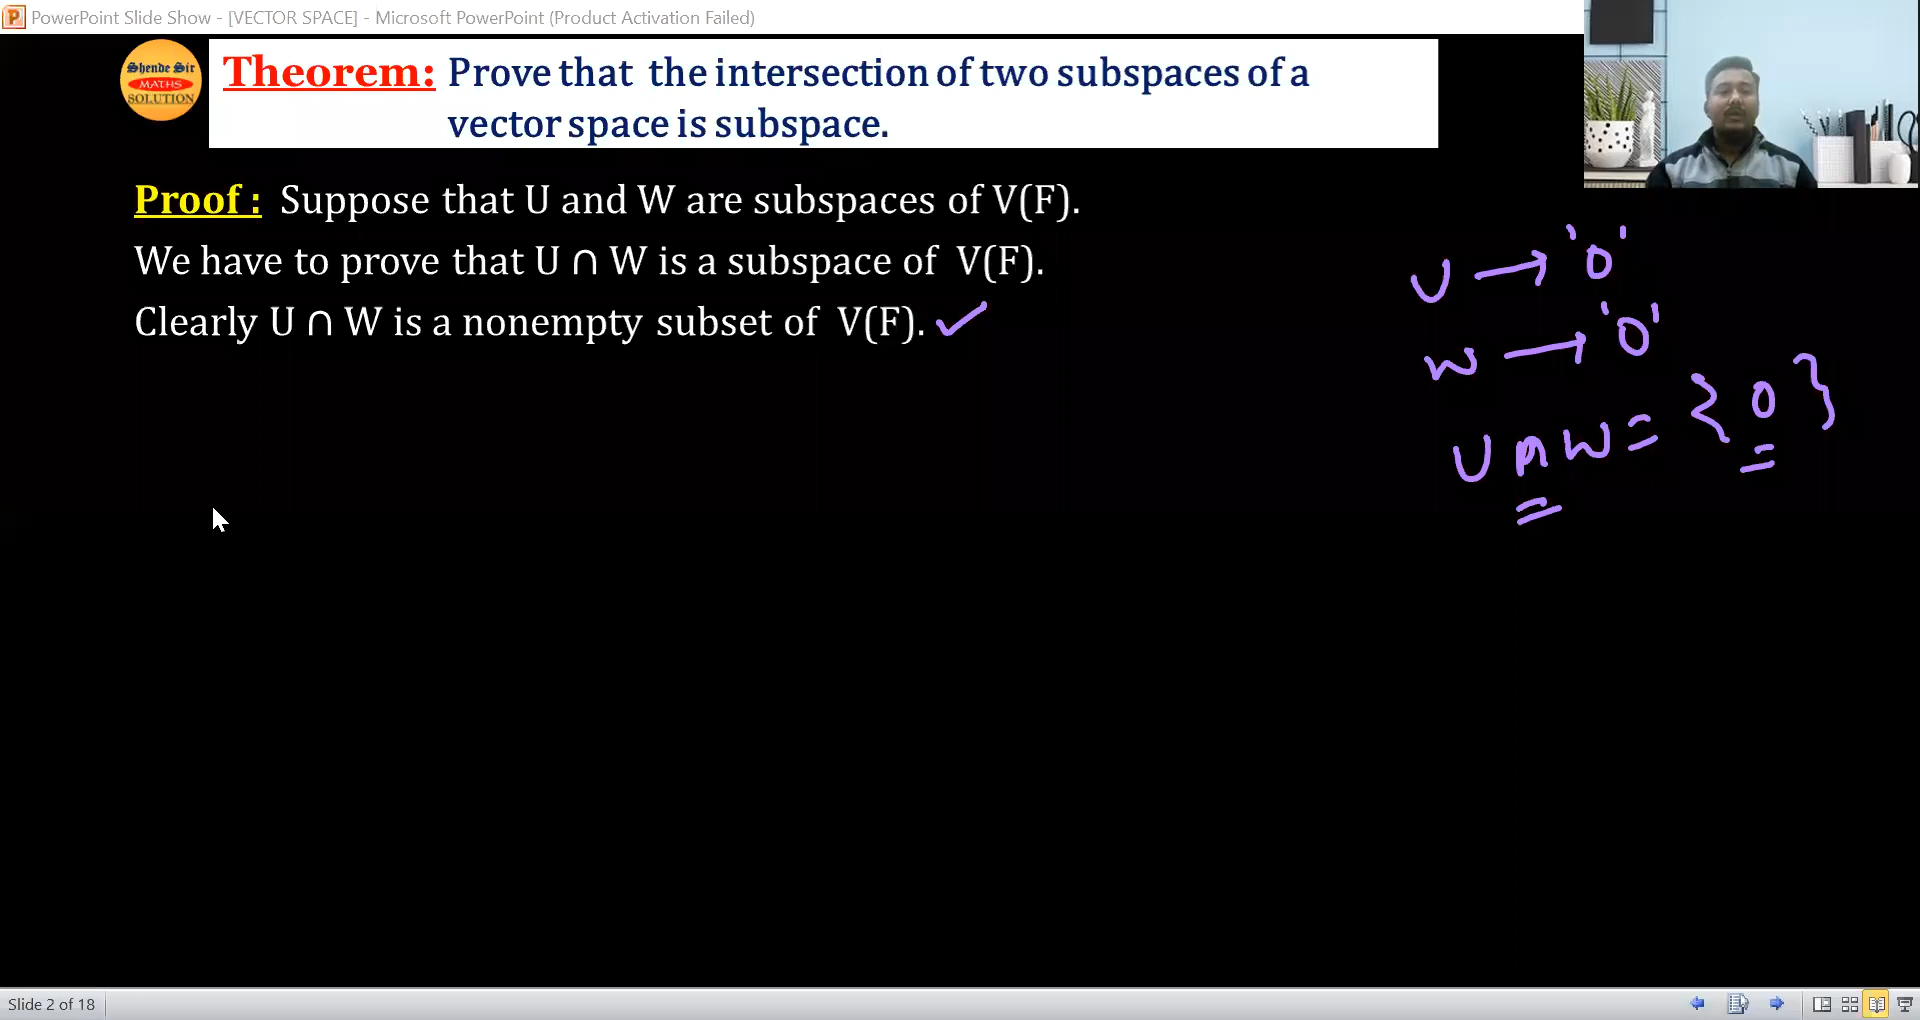 PowerPoint Slide Show - [VECTOR SPACE] - Microsoft PowerPoint (Product Activation Failed)
Shende Sir
MATHS
SOLUTION
Theorem: Prove that the intersection of two subspaces of a
vector space is subspace.
Proof : Suppose that U and W are subspaces of V(F).
We have to prove that U ∩ W is a subspace of V(F).
Clearly U ∩ W is a nonempty subset of V(F). ✓
U → '0'
W → '0'
U ∩ W = { 0 }
Slide 2 of 18